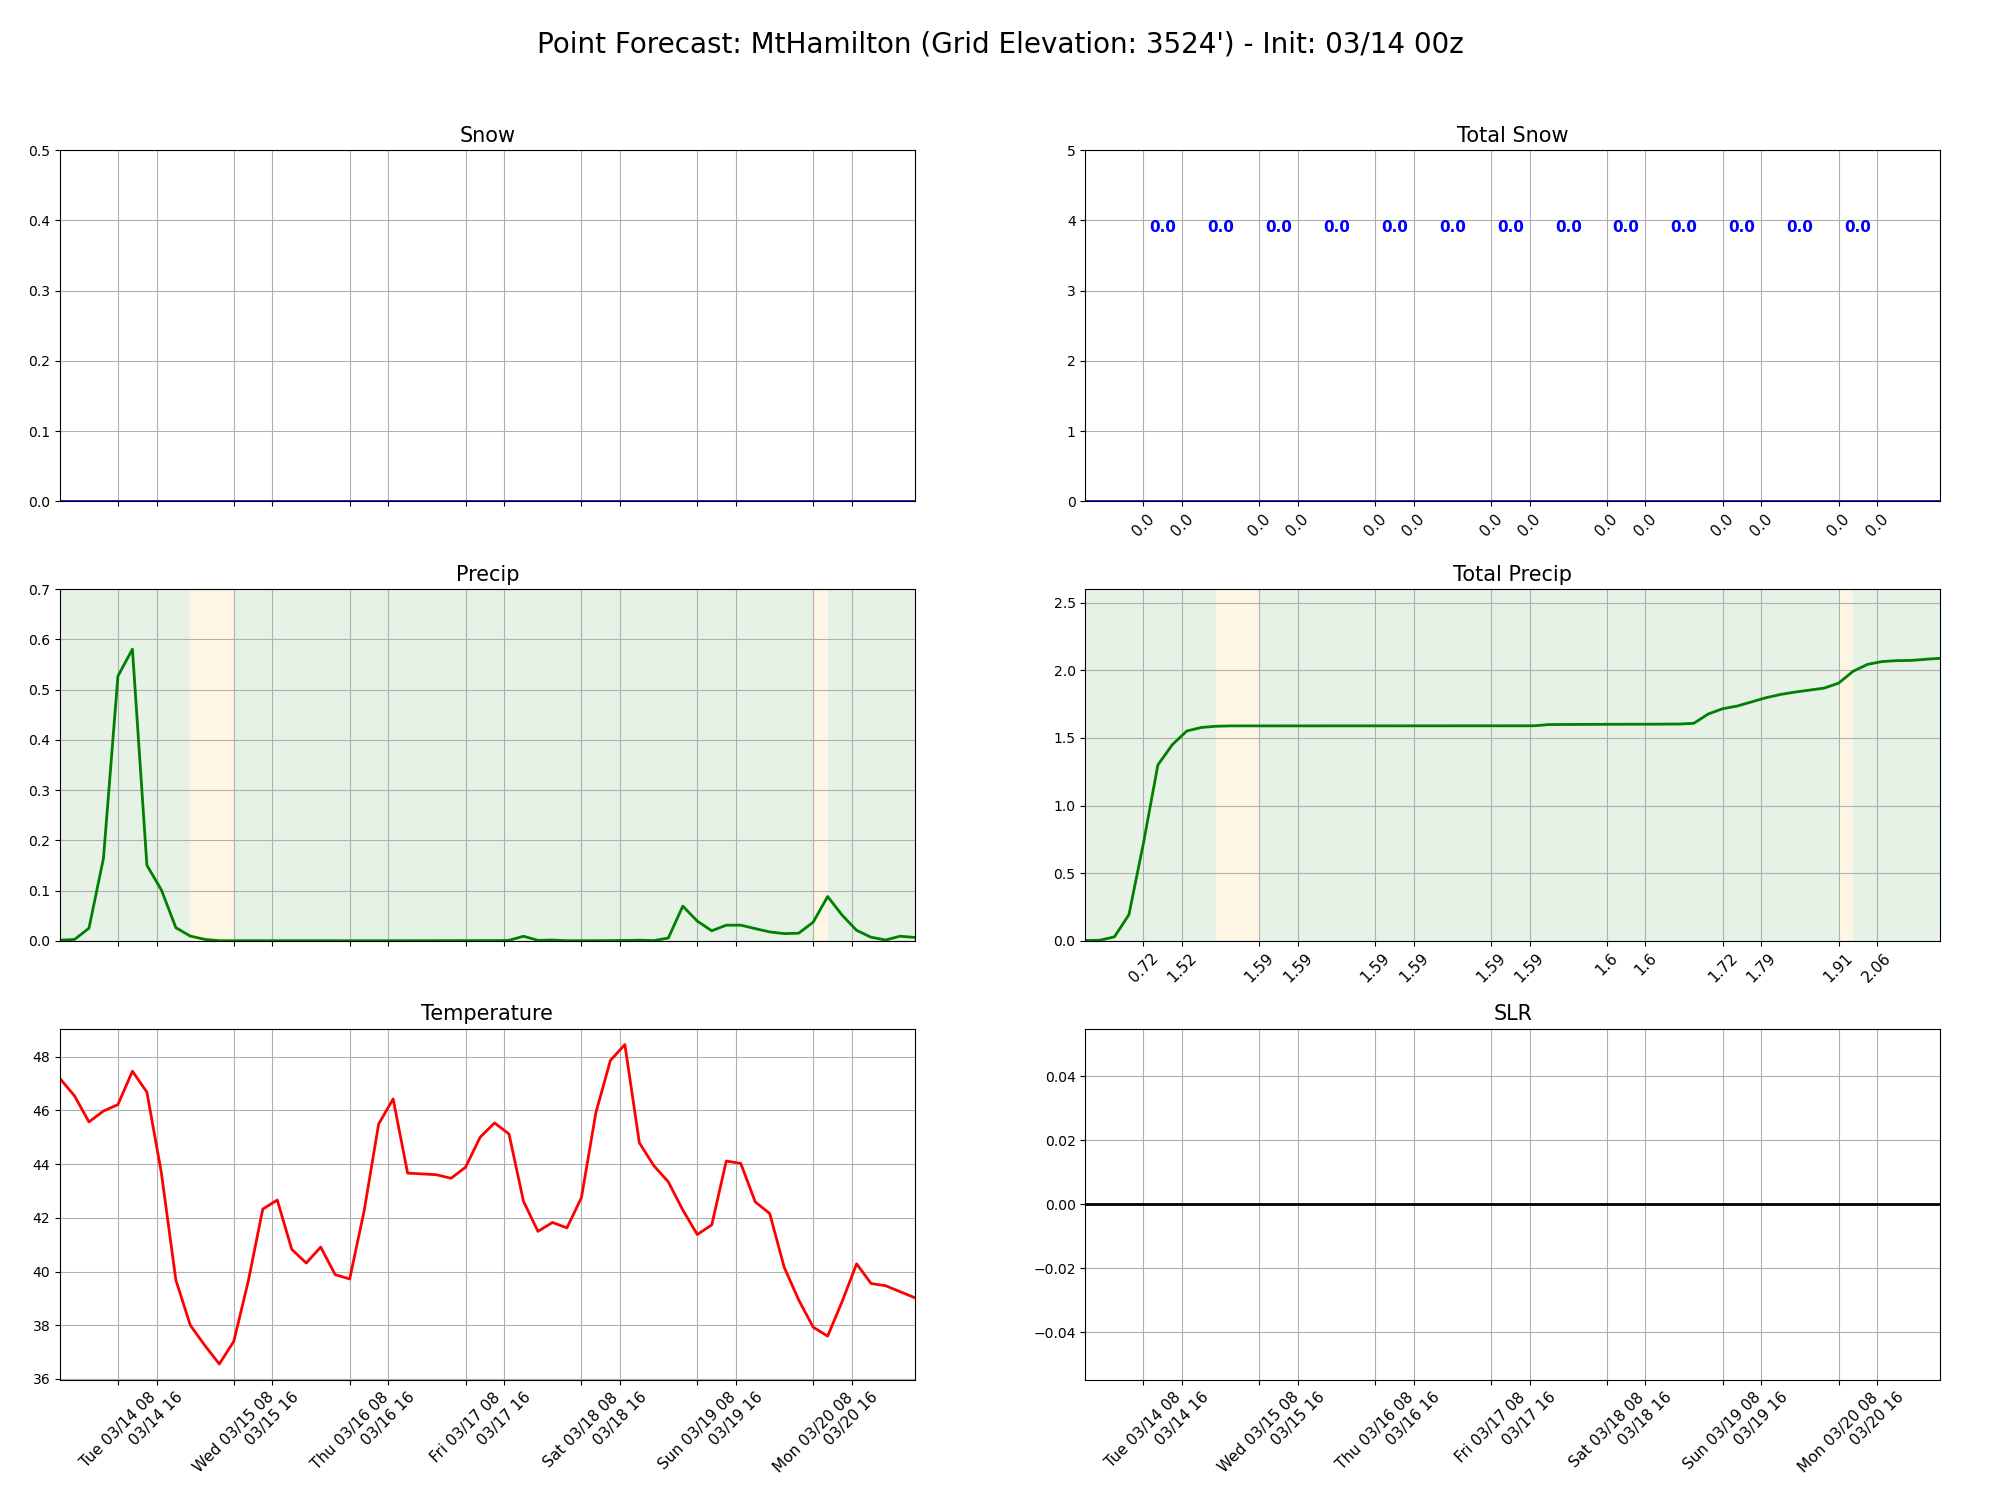 Point Forecast: MtHamilton (Grid Elevation: 3524') - Init: 03/14 00z
Snow
0.5
0.4
0.3
0.2
0.1
0.0
Total Snow
5
4
3
2
1
0
0.0 0.0 0.0 0.0 0.0 0.0 0.0 0.0 0.0 0.0 0.0 0.0 0.0
0.0 0.0 0.0 0.0 0.0 0.0 0.0 0.0 0.0 0.0 0.0 0.0 0.0 0.0
Precip
0.7
0.6
0.5
0.4
0.3
0.2
0.1
0.0
Total Precip
2.5
2.0
1.5
1.0
0.5
0.0
0.72 1.52 1.59 1.59 1.59 1.59 1.59 1.59 1.6 1.6 1.72 1.79 1.91 2.06
Temperature
48
46
44
42
40
38
36
Tue 03/14 08
03/14 16
Wed 03/15 08
03/15 16
Thu 03/16 08
03/16 16
Fri 03/17 08
03/17 16
Sat 03/18 08
03/18 16
Sun 03/19 08
03/19 16
Mon 03/20 08
03/20 16
SLR
0.04
0.02
0.00
−0.02
−0.04
Tue 03/14 08
03/14 16
Wed 03/15 08
03/15 16
Thu 03/16 08
03/16 16
Fri 03/17 08
03/17 16
Sat 03/18 08
03/18 16
Sun 03/19 08
03/19 16
Mon 03/20 08
03/20 16